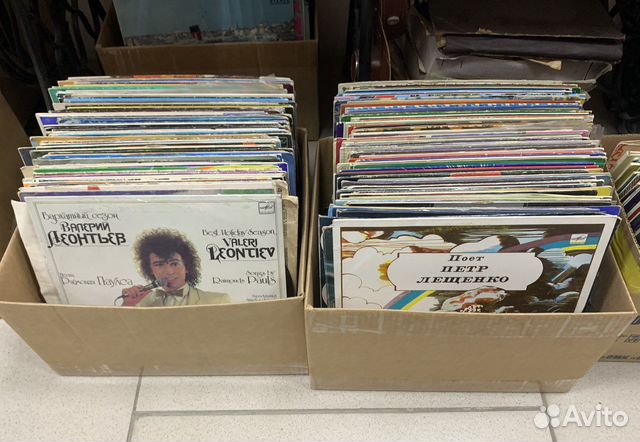 Бархатный сезон
ВАЛЕРИЙ
ЛЕОНТЬЕВ
Best Holiday Season
VALERI
LEONTIEV
Songs by
Raimonds Pauls
Раймонда Паулса
Поет
ПЕТР
ЛЕЩЕНКО
Avito